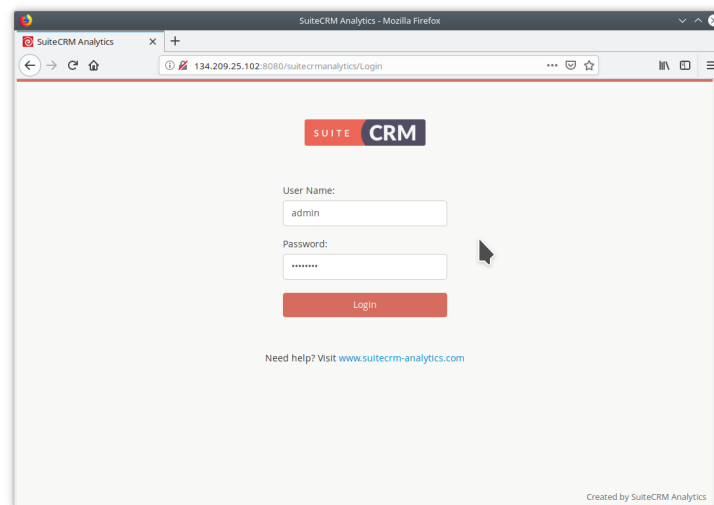 SuiteCRM Analytics - Mozilla Firefox
SuiteCRM Analytics
134.209.25.102:8080/suitecrmanalytics/Login
SUITE CRM
User Name:
admin
Password:
••••••••
Login
Need help? Visit www.suitecrm-analytics.com
Created by SuiteCRM Analytics